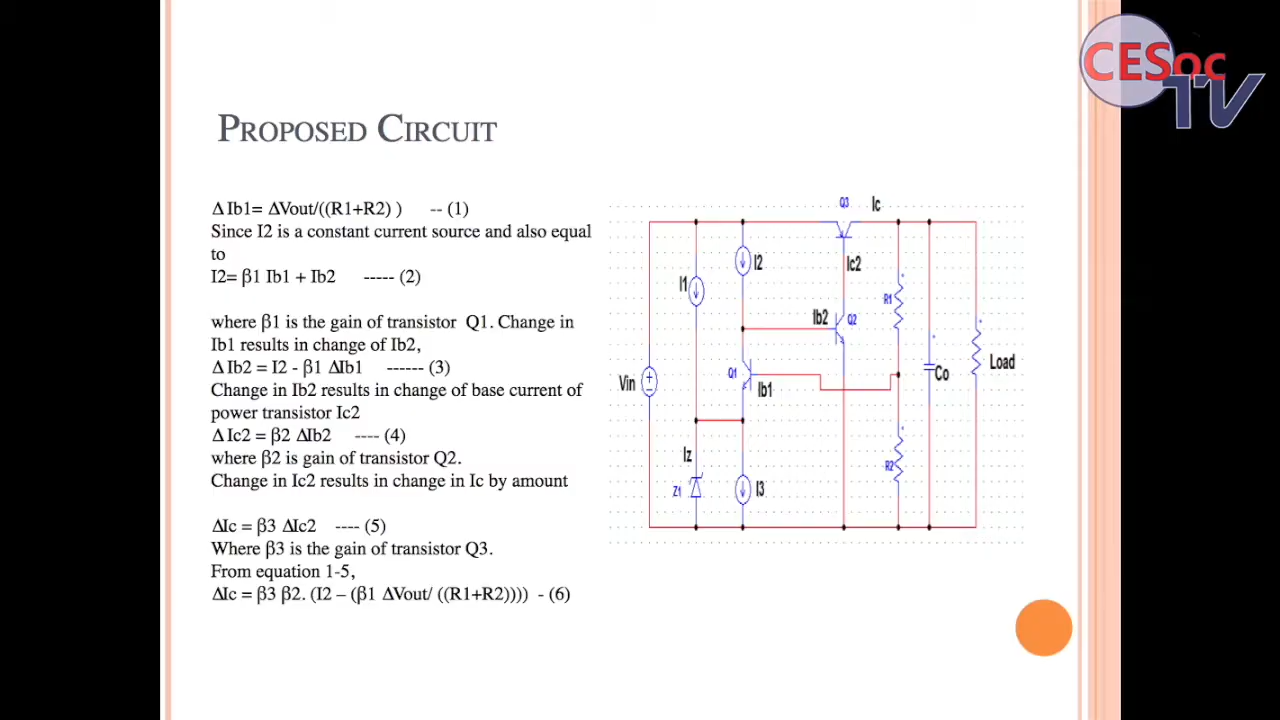 CESoc
TV
PROPOSED CIRCUIT
Δ Ib1= ΔVout/((R1+R2) ) -- (1)
Since I2 is a constant current source and also equal
to
I2= β1 Ib1 + Ib2 ----- (2)
where β1 is the gain of transistor Q1. Change in
Ib1 results in change of Ib2,
Δ Ib2 = I2 - β1 ΔIb1 ------ (3)
Change in Ib2 results in change of base current of
power transistor Ic2
Δ Ic2 = β2 ΔIb2 ---- (4)
where β2 is gain of transistor Q2.
Change in Ic2 results in change in Ic by amount
ΔIc = β3 ΔIc2 ---- (5)
Where β3 is the gain of transistor Q3.
From equation 1-5,
ΔIc = β3 β2. (I2 – (β1 ΔVout/ ((R1+R2)))) - (6)
Q3
Ic
I2
Ic2
I1
R1
Ib2
Q2
Load
Q1
Co
Vin
Ib1
Iz
R2
Z1
I3